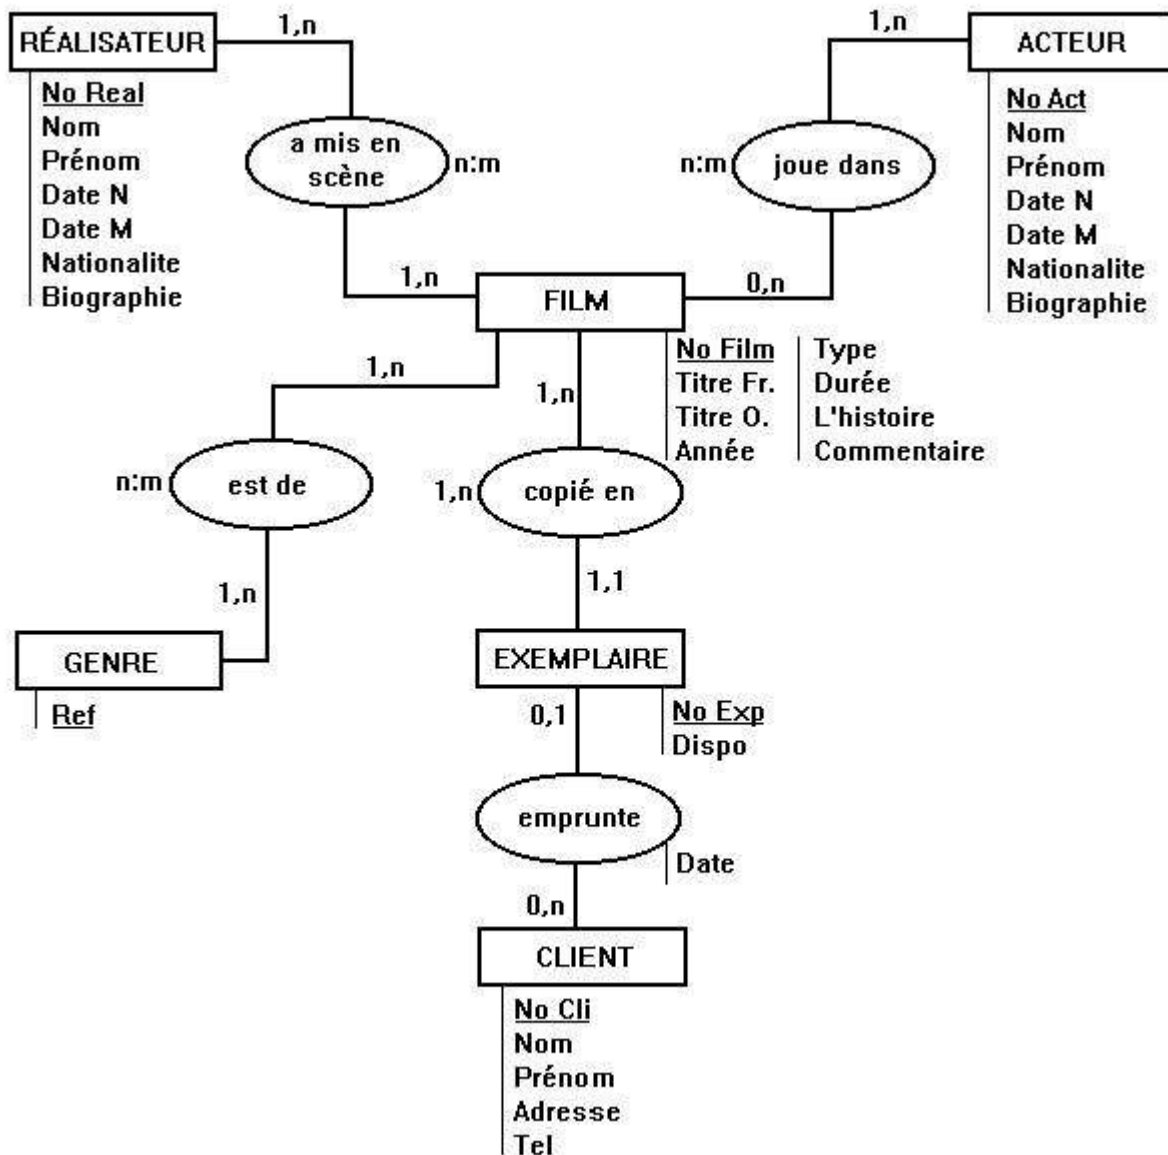 RÉALISATEUR
1,n
No Real
Nom
Prénom
Date N
Date M
Nationalite
Biographie
a mis en
scène
n:m
1,n
1,n
ACTEUR
No Act
Nom
Prénom
Date N
Date M
Nationalite
Biographie
n:m
joue dans
0,n
FILM
No Film
Titre Fr.
Titre O.
Année
Type
Durée
L'histoire
Commentaire
1,n
n:m
est de
1,n
GENRE
Ref
1,n
1,n
copié en
1,1
EXEMPLAIRE
No Exp
Dispo
0,1
emprunte
Date
0,n
CLIENT
No Cli
Nom
Prénom
Adresse
Tel